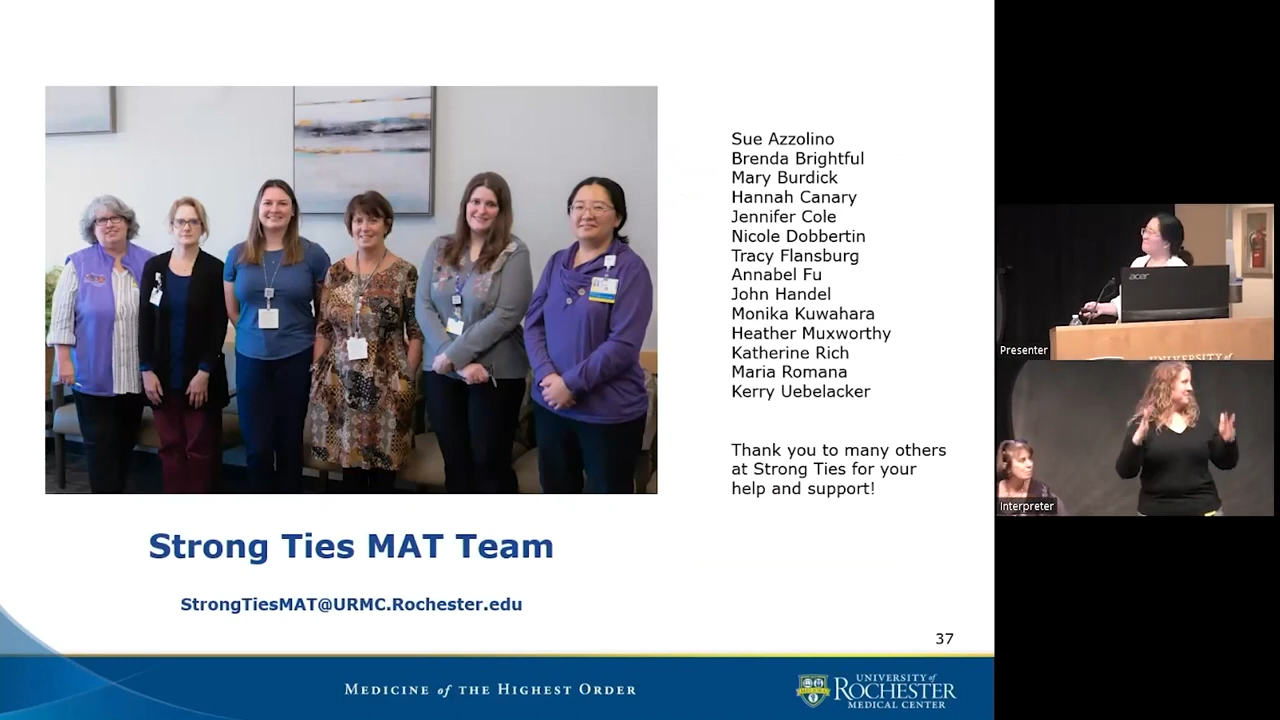 Sue Azzolino
Brenda Brightful
Mary Burdick
Hannah Canary
Jennifer Cole
Nicole Dobbertin
Tracy Flansburg
Annabel Fu
John Handel
Monika Kuwahara
Heather Muxworthy
Katherine Rich
Maria Romana
Kerry Uebelacker
Thank you to many others
at Strong Ties for your
help and support!
Strong Ties MAT Team
StrongTiesMAT@URMC.Rochester.edu
37
MEDICINE of THE HIGHEST ORDER
UNIVERSITY of
ROCHESTER
MEDICAL CENTER
acer
Presenter
UNIVERSITY of
Interpreter